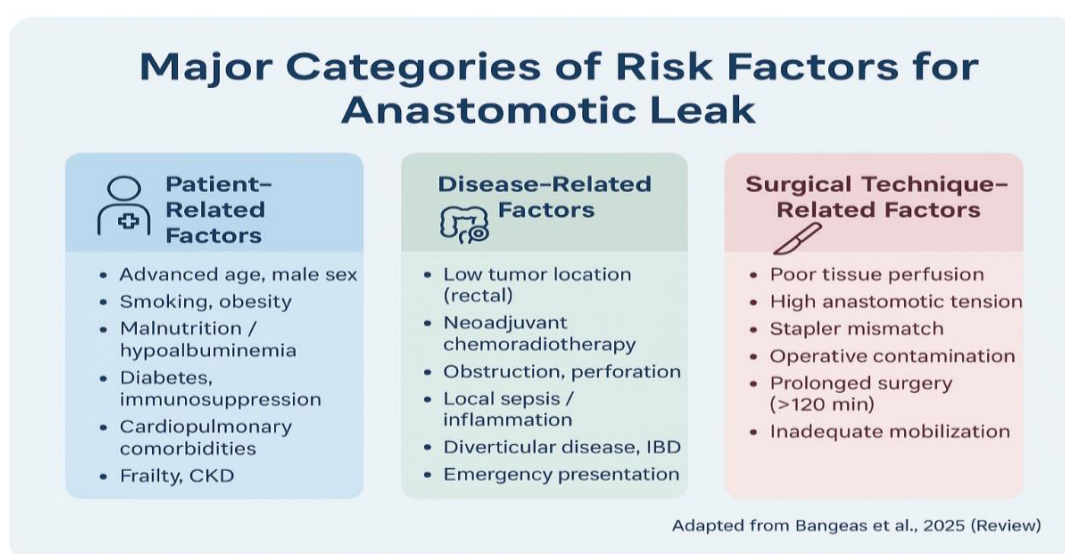 Major Categories of Risk Factors for
Anastomotic Leak
Patient–
Related
Factors
• Advanced age, male sex
• Smoking, obesity
• Malnutrition /
hypoalbuminemia
• Diabetes,
immunosuppression
• Cardiopulmonary
comorbidities
• Frailty, CKD
Disease–Related
Factors
• Low tumor location
(rectal)
• Neoadjuvant
chemoradiotherapy
• Obstruction, perforation
• Local sepsis /
inflammation
• Diverticular disease, IBD
• Emergency presentation
Surgical Technique–
Related Factors
• Poor tissue perfusion
• High anastomotic tension
• Stapler mismatch
• Operative contamination
• Prolonged surgery
(>120 min)
• Inadequate mobilization
Adapted from Bangeas et al., 2025 (Review)